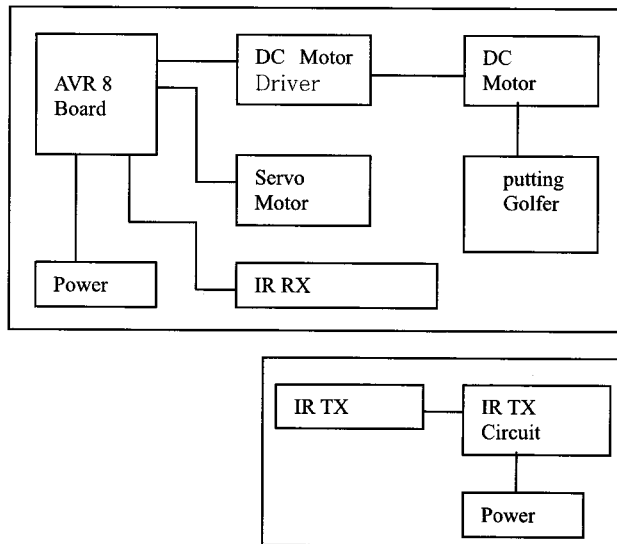 AVR 8
Board
DC Motor
Driver
DC
Motor
Servo
Motor
putting
Golfer
Power
IR RX
IR TX
IR TX
Circuit
Power